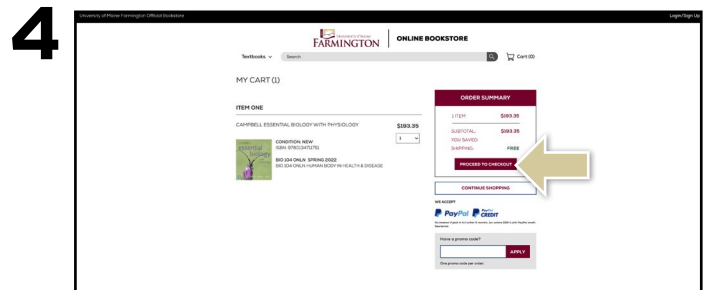 4
University of Maine Farmington Official Bookstore
Login/Sign Up
FARMINGTON
ONLINE BOOKSTORE
Textbooks
Search
Cart (0)
MY CART (1)
ITEM ONE
CAMPBELL ESSENTIAL BIOLOGY WITH PHYSIOLOGY
$193.35
1
essential
biology
CONDITION: NEW
ISBN: 9780134711751
BIO 104 ONLN SPRING 2022
BIO 104 ONLN HUMAN BODY IN HEALTH & DISEASE
ORDER SUMMARY
1 ITEM $193.35
SUBTOTAL: $193.35
YOU SAVED:
SHIPPING: FREE
PROCEED TO CHECKOUT
CONTINUE SHOPPING
WE ACCEPT
PayPal PayPal CREDIT
Have a promo code?
APPLY
One promo code per order.